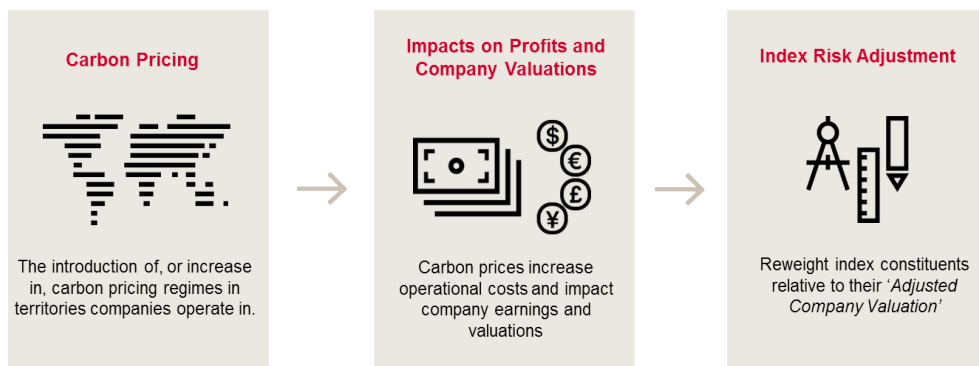 Carbon Pricing
The introduction of, or increase
in, carbon pricing regimes in
territories companies operate in.
Impacts on Profits and
Company Valuations
$
€
£
¥
Carbon prices increase
operational costs and impact
company earnings and
valuations
Index Risk Adjustment
Reweight index constituents
relative to their ‘Adjusted
Company Valuation’